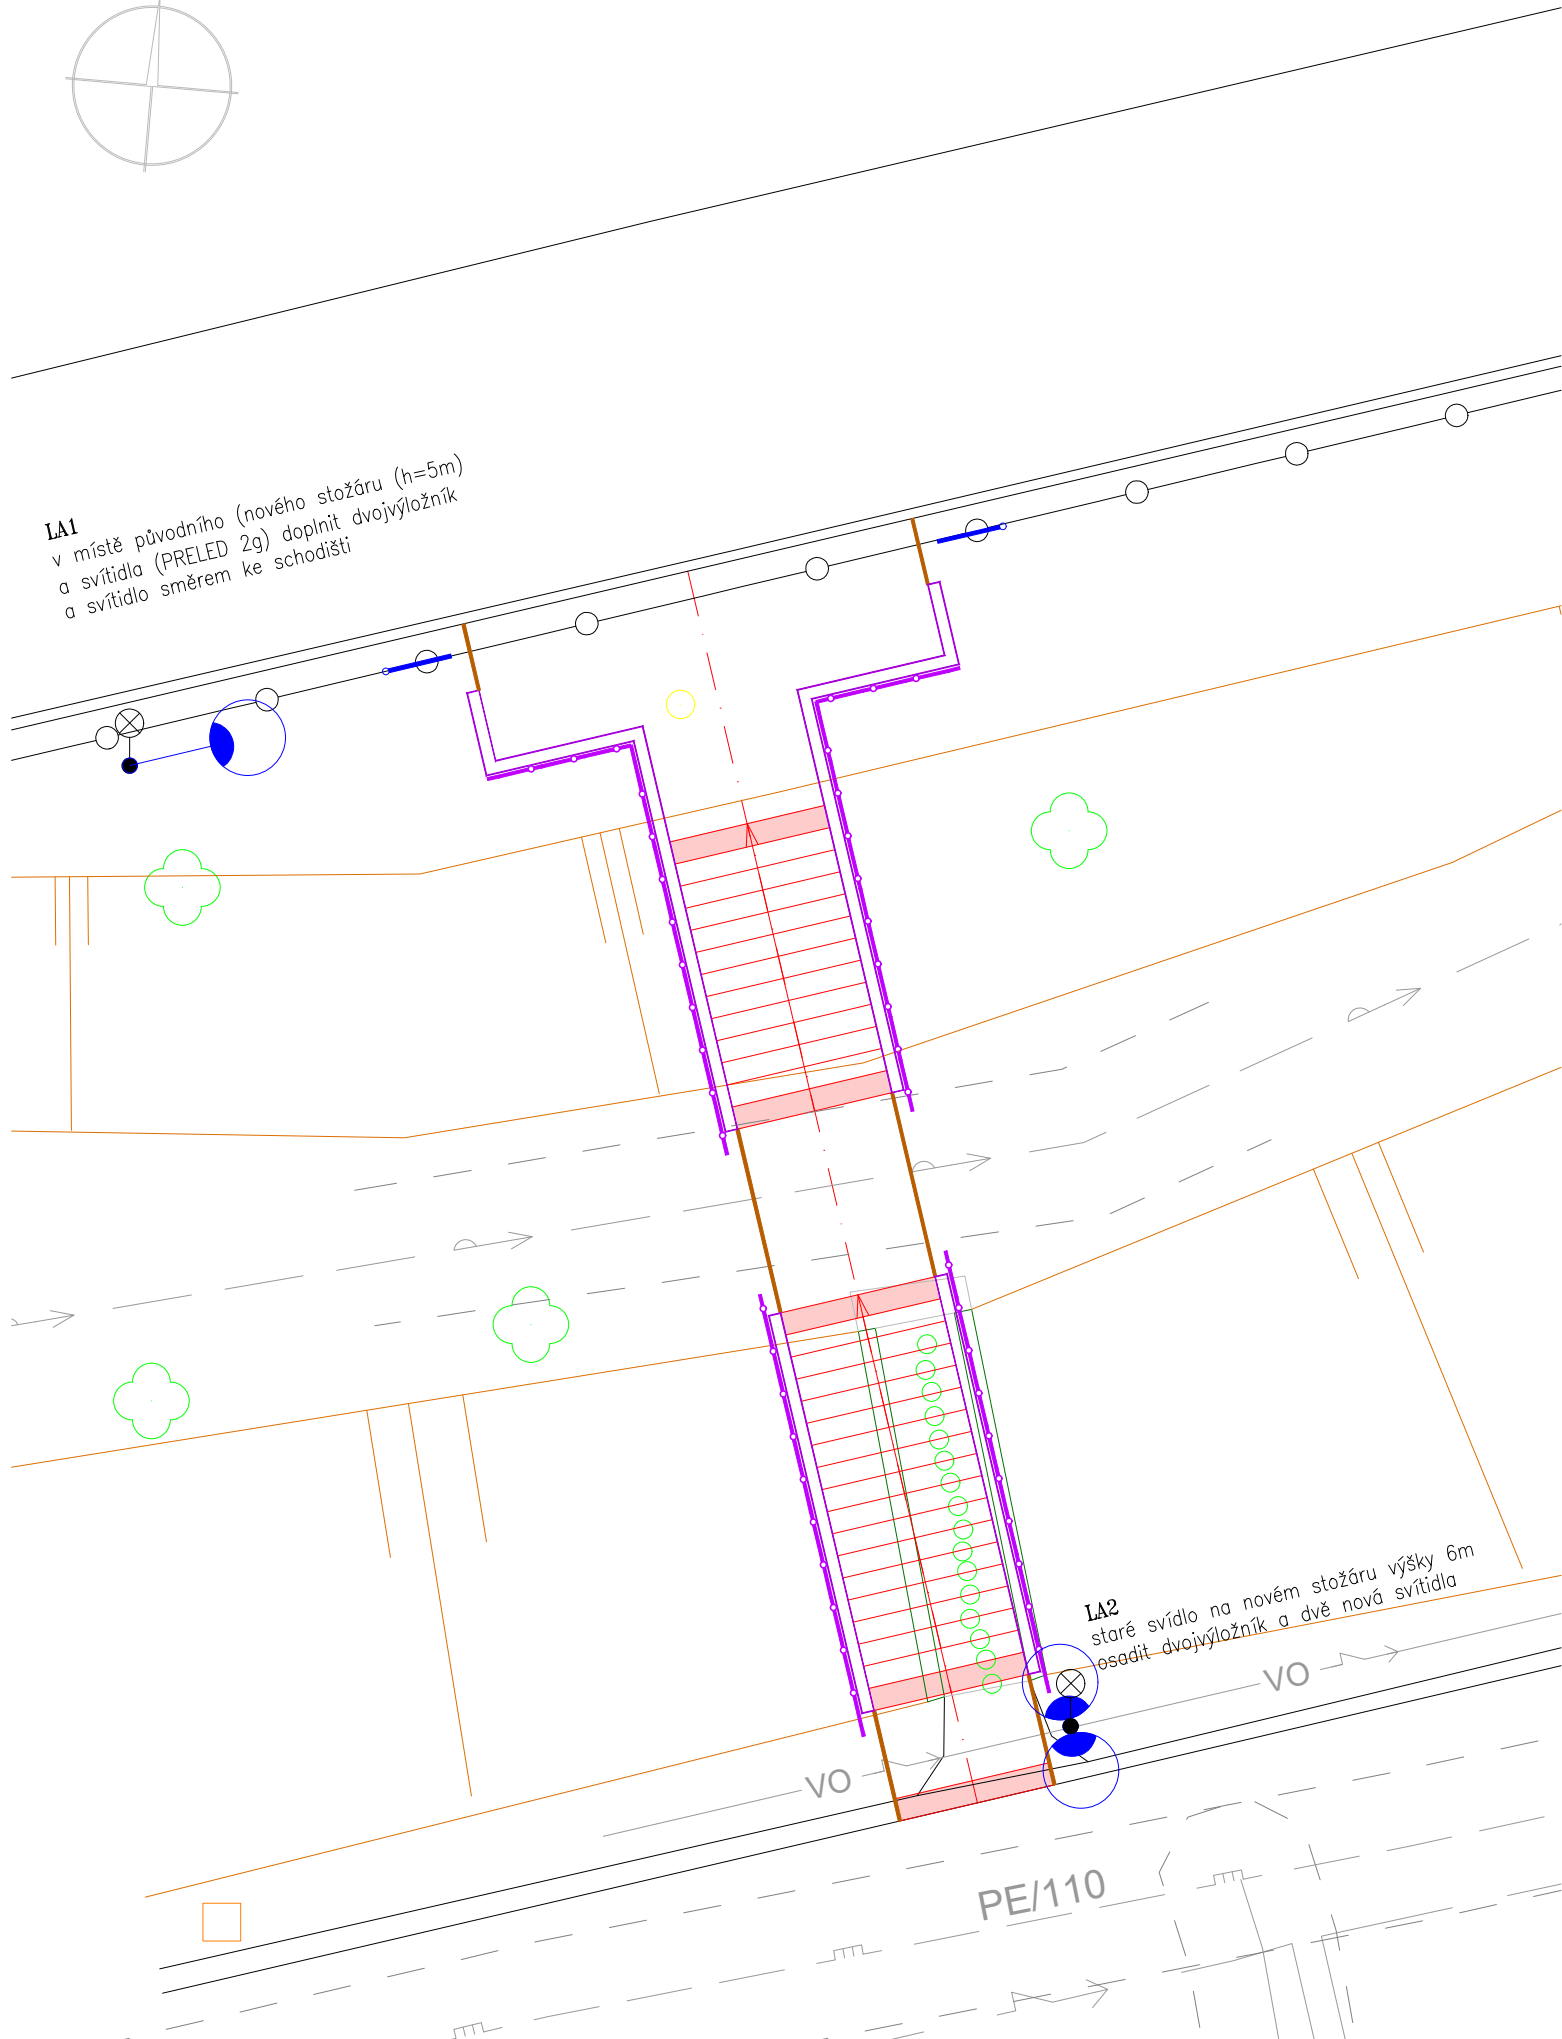 LA1
v místě původního (nového stožáru (h=5m)
a svítidla (PRELED 2g) doplnit dvojvýložník
a svítidlo směrem ke schodišti
LA2
staré svídlo na novém stožáru výšky 6m
osadit dvojvýložník a dvě nová svítidla
VO
VO
PE/110